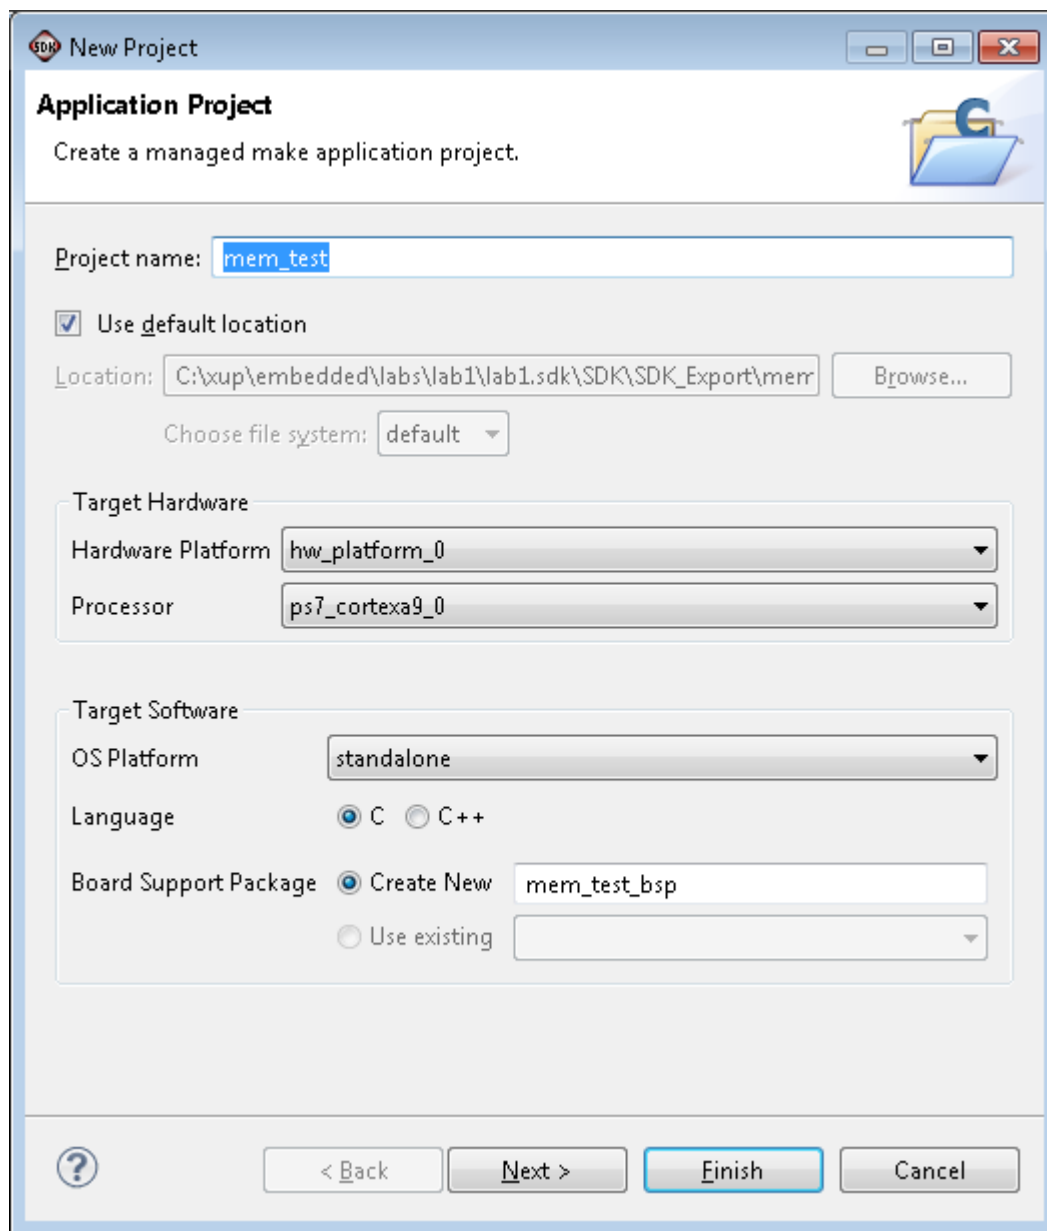 SDK New Project
Application Project
Create a managed make application project.
C
Project name: mem_test
Use default location
Location: C:\xup\embedded\labs\lab1\lab1.sdk\SDK\SDK_Export\mem Browse...
Choose file system: default
Target Hardware
Hardware Platform hw_platform_0
Processor ps7_cortexa9_0
Target Software
OS Platform standalone
Language C C++
Board Support Package Create New mem_test_bsp
Use existing
? < Back Next > Finish Cancel